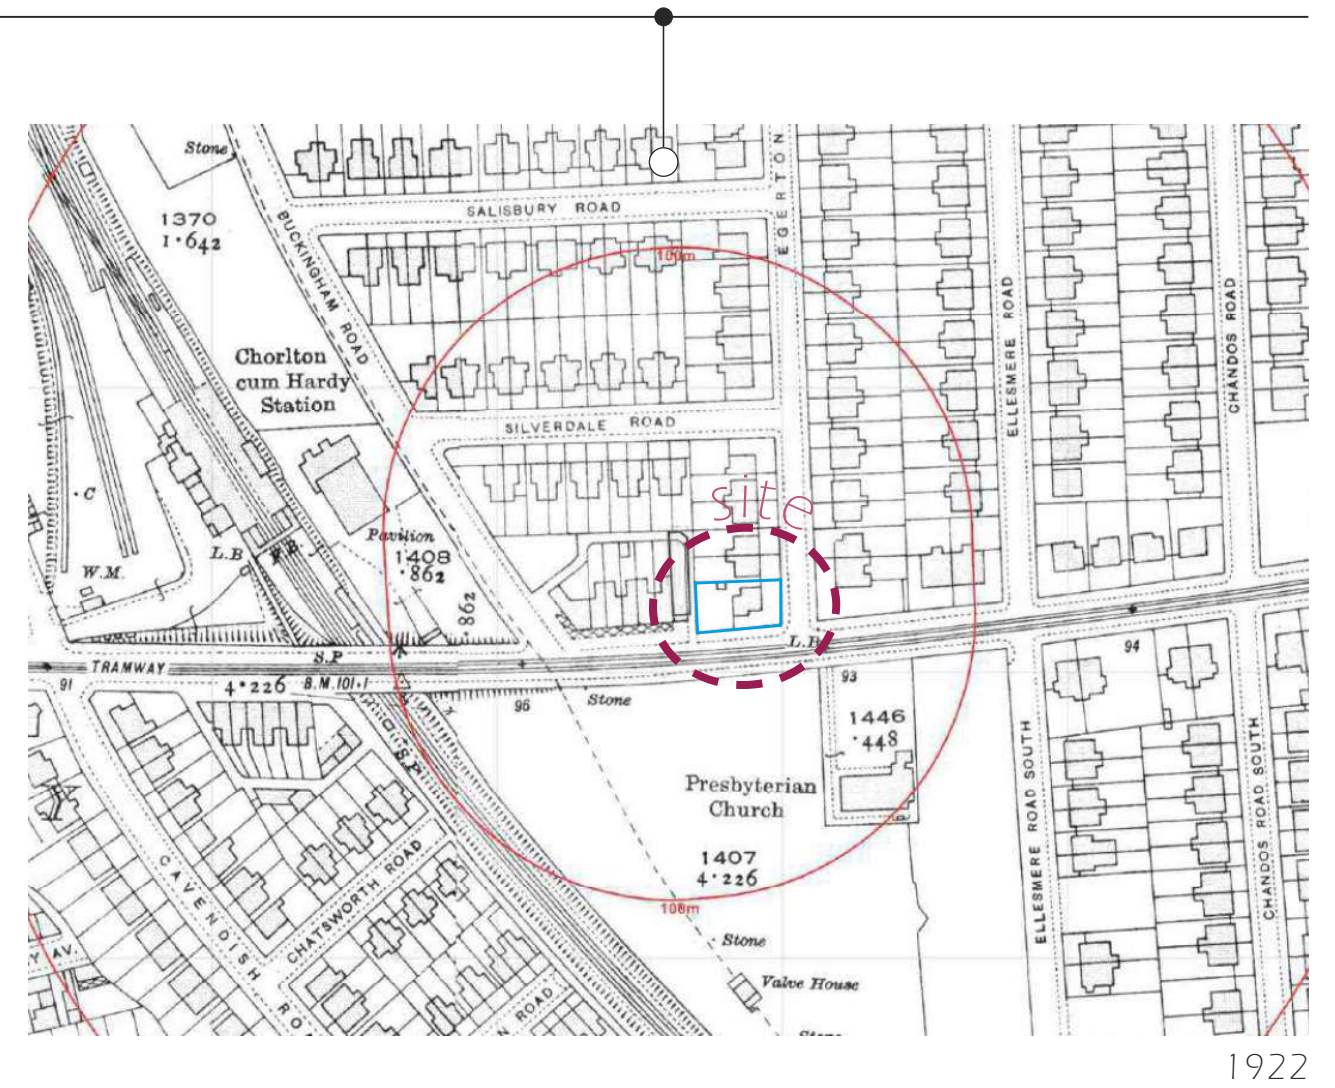 Stone
1370
1·642
BUCKINGHAM ROAD
SALISBURY ROAD
EGERTON
100m
Chorlton
cum Hardy
Station
ELLESMERE ROAD
CHANDOS ROAD
SILVERDALE ROAD
·C
site
Pavilion
1408
·862
·862
L.B
F.B.
W.M.
L.B
TRAMWAY
S.P
4·226
B.M.101·1
91
96
Stone
93
94
S.P
1446
·448
Presbyterian
Church
1407
4·226
108m
CAVENDISH
CHATSWORTH ROAD
ELLESMERE ROAD SOUTH
CHANDOS ROAD SOUTH
Y AV.
N ROAD
Stone
Valve House
1922